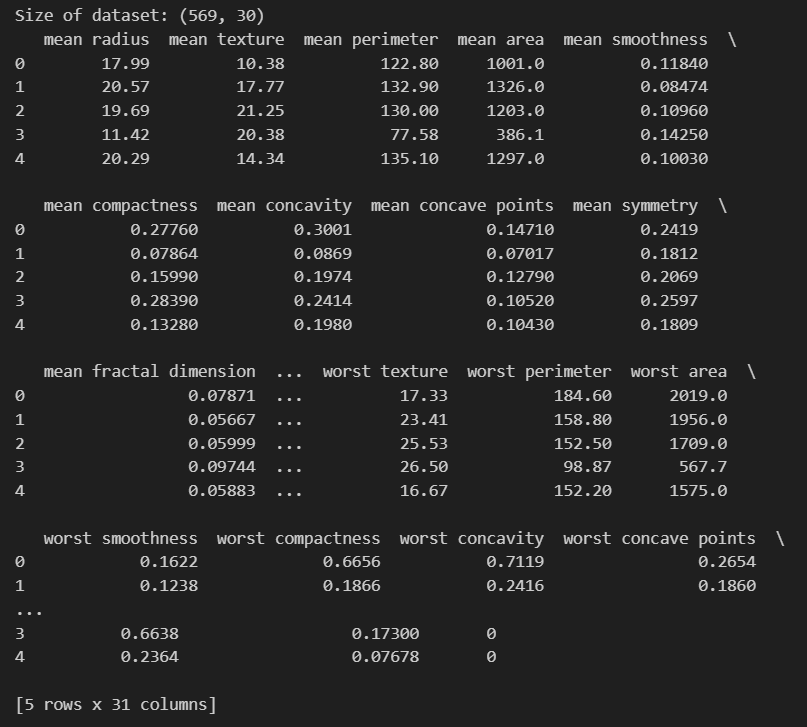 Size of dataset: (569, 30)
   mean radius  mean texture  mean perimeter  mean area  mean smoothness  \
0        17.99         10.38          122.80     1001.0          0.11840
1        20.57         17.77          132.90     1326.0          0.08474
2        19.69         21.25          130.00     1203.0          0.10960
3        11.42         20.38           77.58      386.1          0.14250
4        20.29         14.34          135.10     1297.0          0.10030

   mean compactness  mean concavity  mean concave points  mean symmetry  \
0           0.27760          0.3001              0.14710         0.2419
1           0.07864          0.0869              0.07017         0.1812
2           0.15990          0.1974              0.12790         0.2069
3           0.28390          0.2414              0.10520         0.2597
4           0.13280          0.1980              0.10430         0.1809

   mean fractal dimension  ...  worst texture  worst perimeter  worst area  \
0                 0.07871  ...          17.33           184.60      2019.0
1                 0.05667  ...          23.41           158.80      1956.0
2                 0.05999  ...          25.53           152.50      1709.0
3                 0.09744  ...          26.50            98.87       567.7
4                 0.05883  ...          16.67           152.20      1575.0

   worst smoothness  worst compactness  worst concavity  worst concave points  \
0            0.1622             0.6656           0.7119                0.2654
1            0.1238             0.1866           0.2416                0.1860
...
3          0.6638                  0.17300       0
4          0.2364                  0.07678       0

[5 rows x 31 columns]